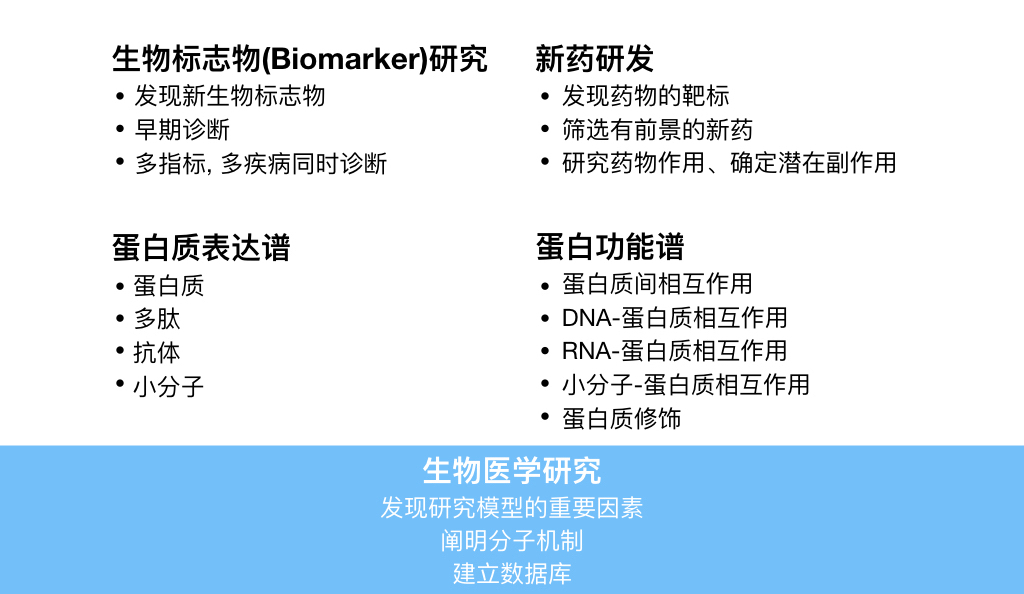 生物标志物(Biomarker)研究
• 发现新生物标志物
• 早期诊断
• 多指标, 多疾病同时诊断
新药研发
• 发现药物的靶标
• 筛选有前景的新药
• 研究药物作用、确定潜在副作用
蛋白质表达谱
• 蛋白质
• 多肽
• 抗体
• 小分子
蛋白功能谱
• 蛋白质间相互作用
• DNA-蛋白质相互作用
• RNA-蛋白质相互作用
• 小分子-蛋白质相互作用
• 蛋白质修饰
生物医学研究
发现研究模型的重要因素
阐明分子机制
建立数据库